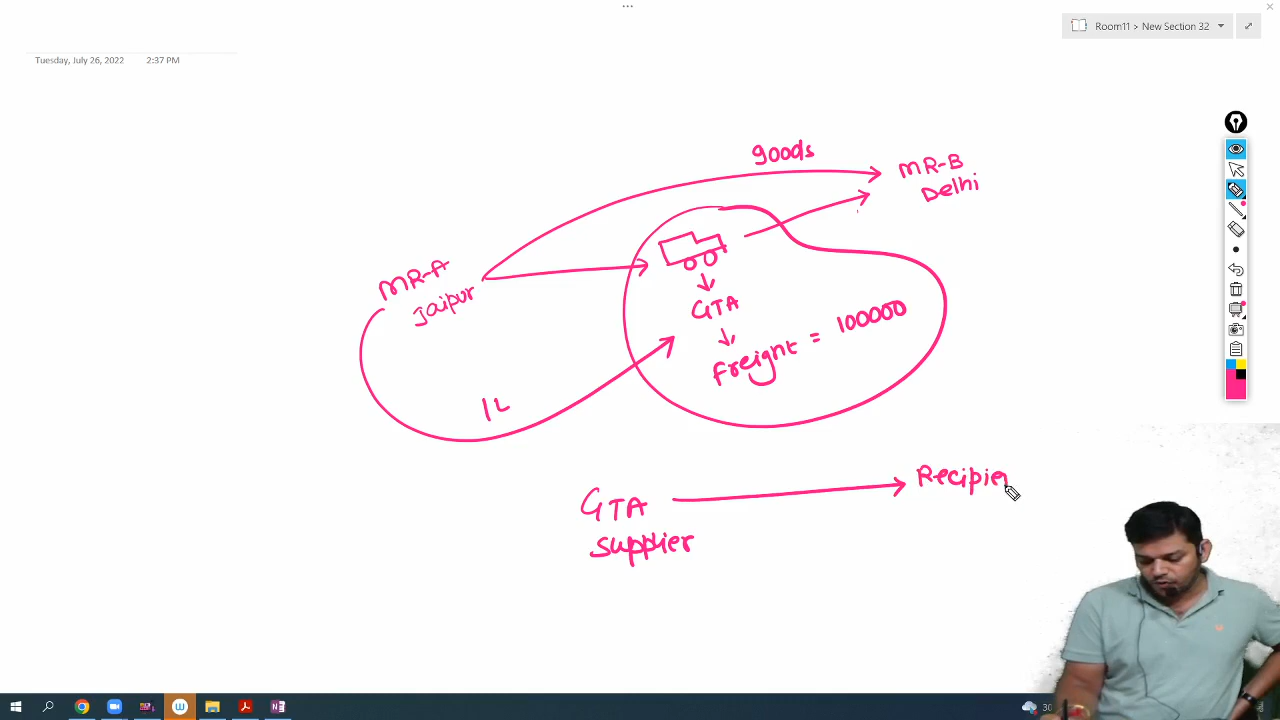 Room11 > New Section 32
Tuesday, July 26, 2022 2:37 PM
goods
MR-B
Delhi
MR-A
Jaipur
GTA
Freight = 100000
1L
GTA
Supplier
Recipie
30